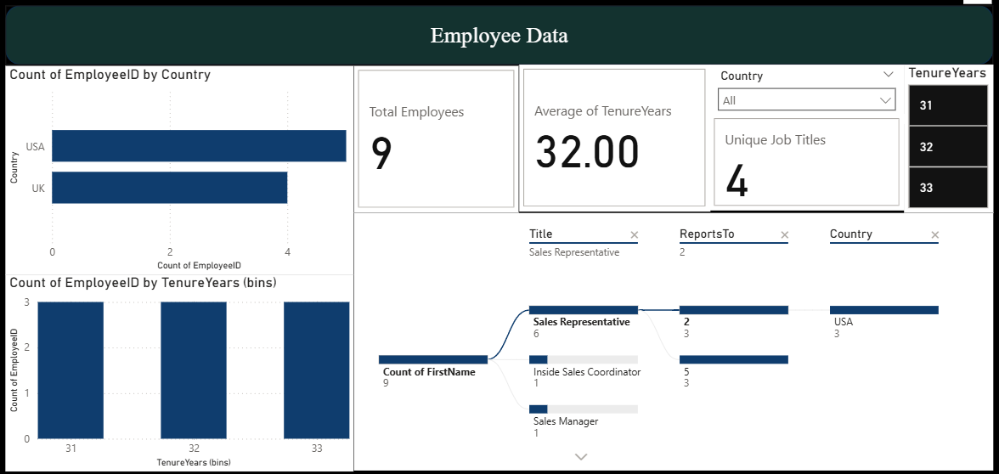 Employee Data
Count of EmployeeID by Country
Country
USA
UK
0 2 4
Count of EmployeeID
Count of EmployeeID by TenureYears (bins)
Count of EmployeeID
3
2
1
0
31 32 33
TenureYears (bins)
Total Employees
9
Average of TenureYears
32.00
Country
All
Unique Job Titles
4
TenureYears
31
32
33
Title
Sales Representative
ReportsTo
2
Country
Count of FirstName
9
Sales Representative
6
Inside Sales Coordinator
1
Sales Manager
1
2
3
5
3
USA
3